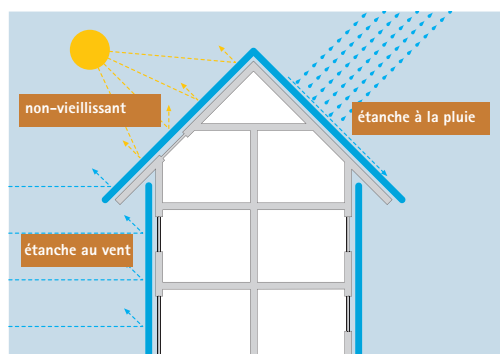 non-vieillissant
étanche à la pluie
étanche au vent